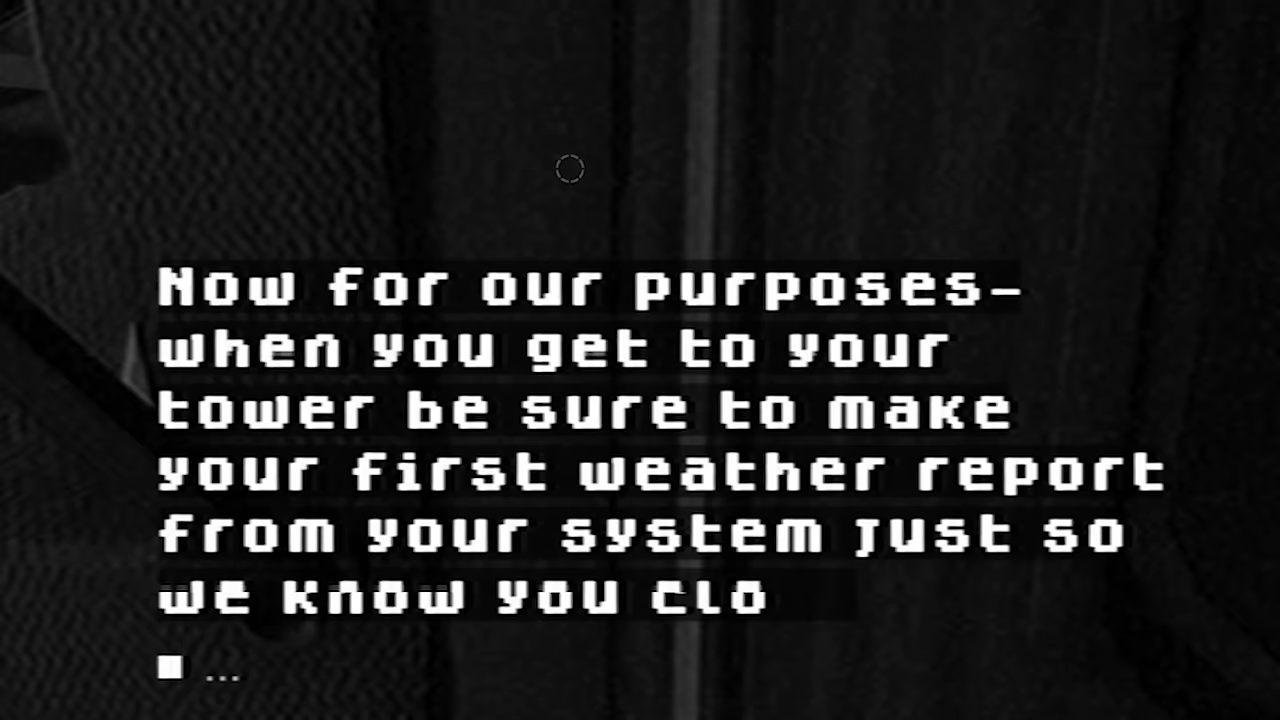 Now for our purposes-
when you get to your
tower be sure to make
your first weather report
from your system just so
we know you clo
...